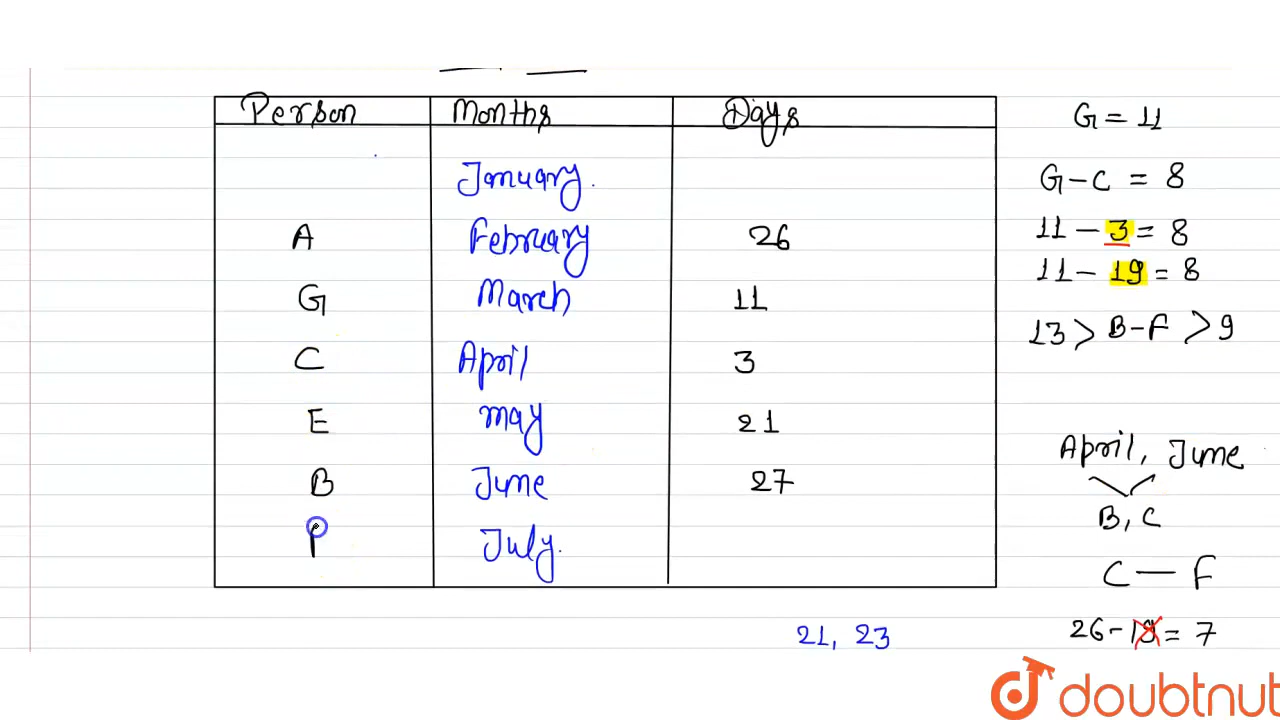 Person Months Days
January.
A February 26
G March 11
C April 3
E may 21
B June 27
July.
21, 23
G = 11
G - C = 8
11 - 3 = 8
11 - 19 = 8
13 > B - F > 9
April, June
B, C
C — F
26 - 19 = 7
doubtnut